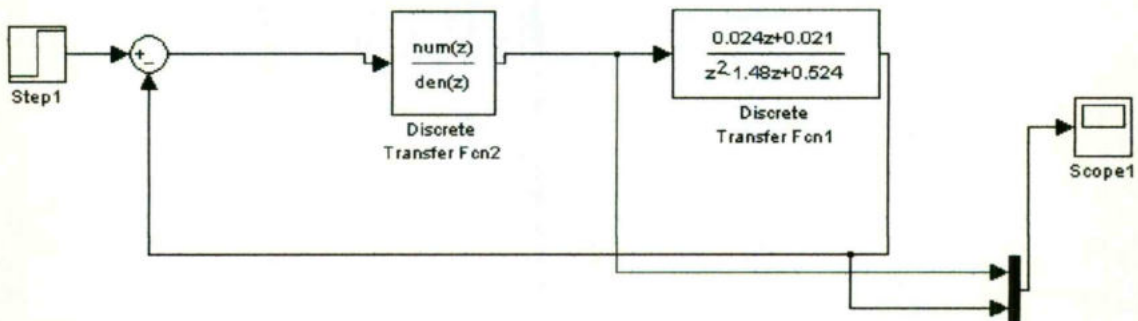 Step1
+
-
num(z)
den(z)
Discrete
Transfer Fcn2
0.024z+0.021
z²-1.48z+0.524
Discrete
Transfer Fcn1
Scope1